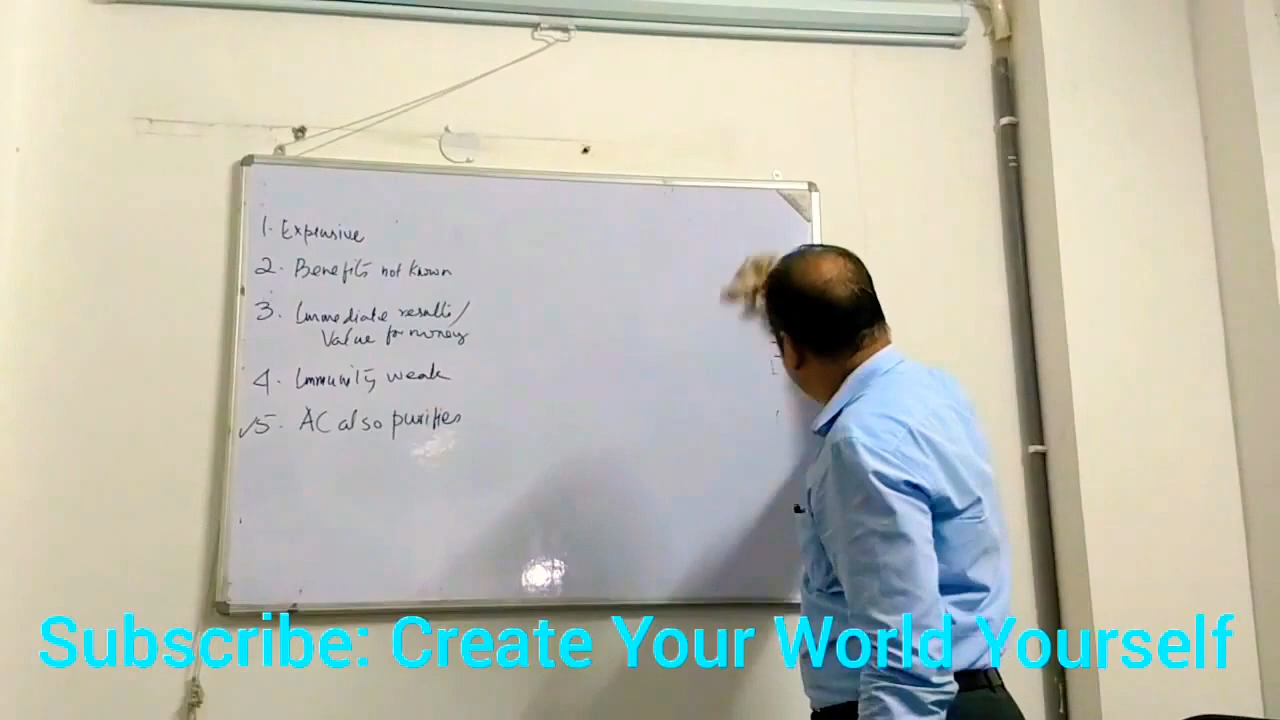 1. Expensive
2. Benefits not known
3. Immediate results/
Value for money
4. Immunity weak
✓5. AC also purifies
Subscribe: Create Your World Yourself